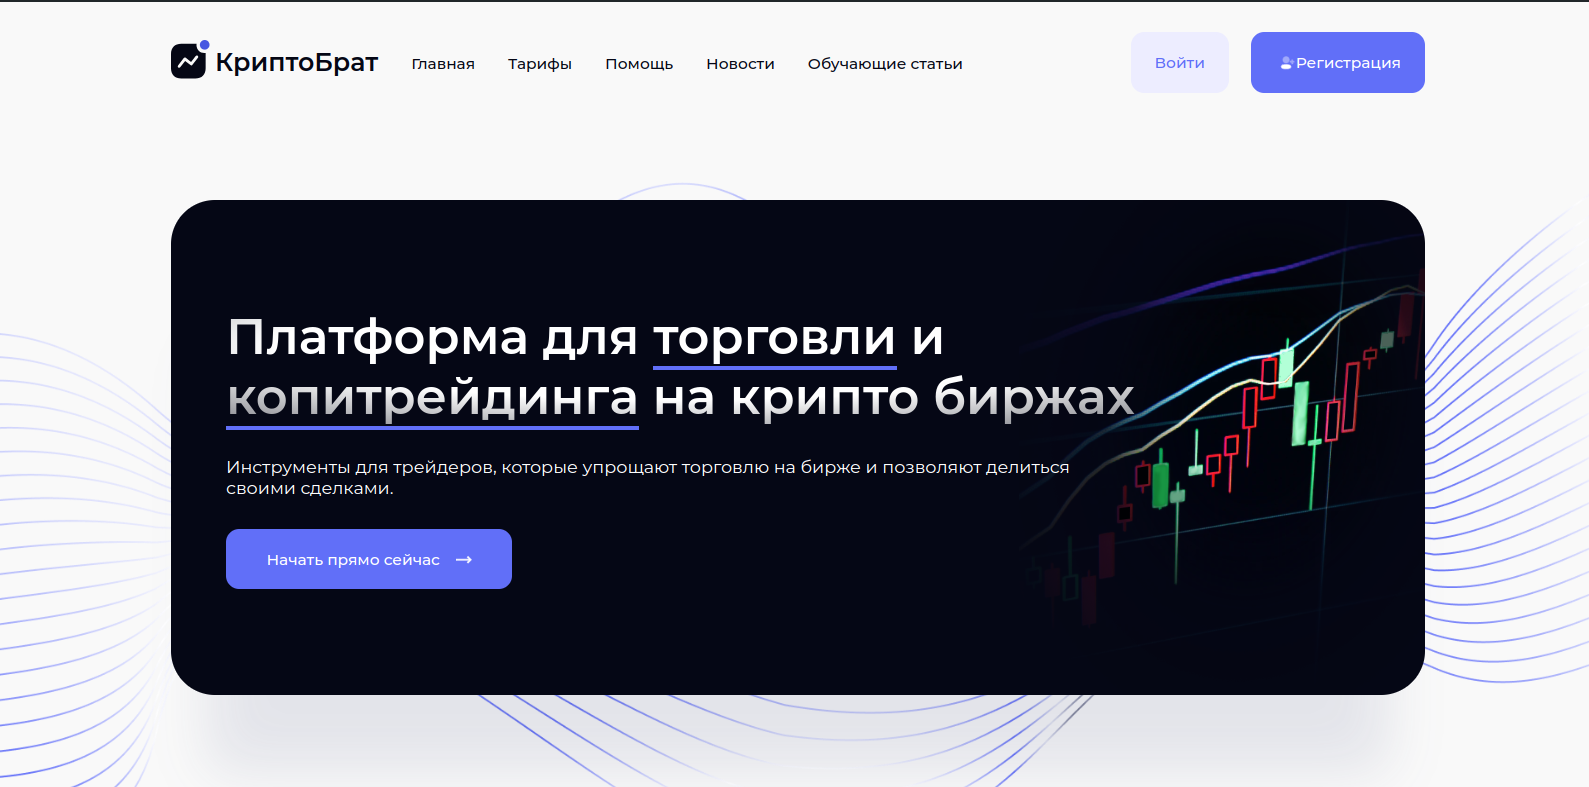 КриптоБрат
Главная
Тарифы
Помощь
Новости
Обучающие статьи
Войти
Регистрация
Платформа для торговли и
копитрейдинга на крипто биржах
Инструменты для трейдеров, которые упрощают торговлю на бирже и позволяют делиться
своими сделками.
Начать прямо сейчас →